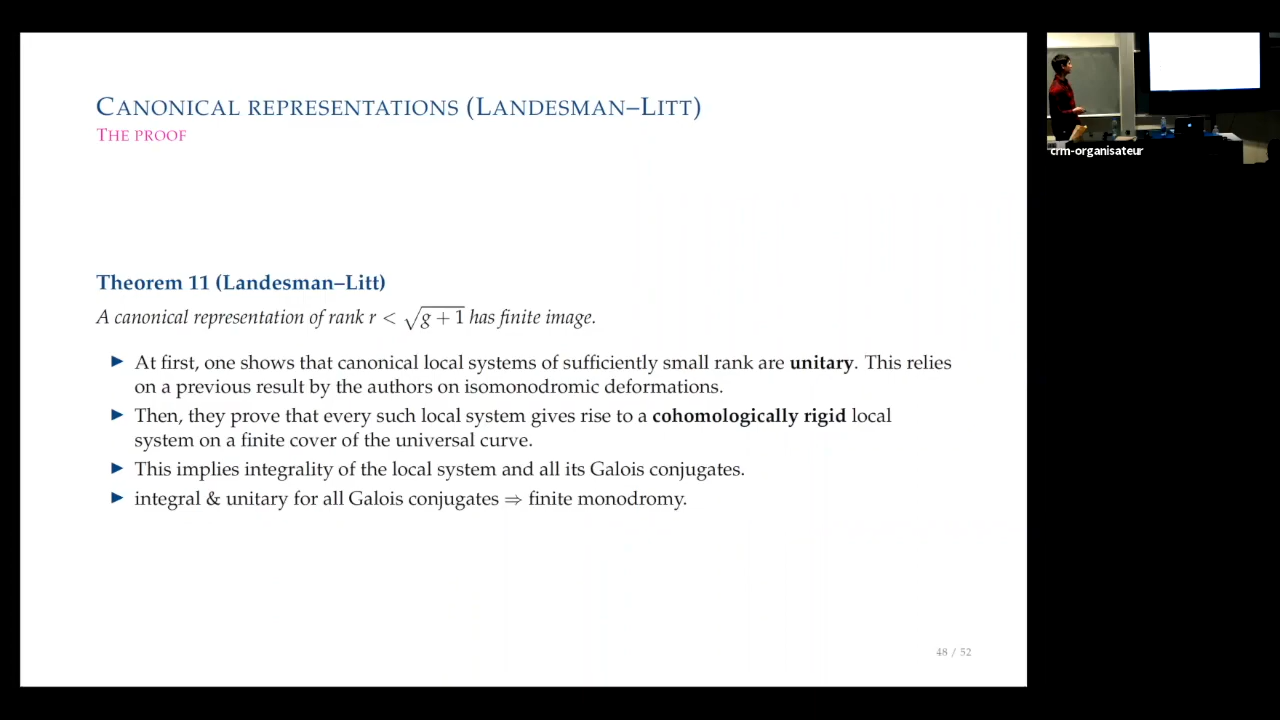 CANONICAL REPRESENTATIONS (LANDESMAN–LITT)
THE PROOF
Theorem 11 (Landesman–Litt)
A canonical representation of rank r < √g + 1 has finite image.
► At first, one shows that canonical local systems of sufficiently small rank are unitary. This relies
on a previous result by the authors on isomonodromic deformations.
► Then, they prove that every such local system gives rise to a cohomologically rigid local
system on a finite cover of the universal curve.
► This implies integrality of the local system and all its Galois conjugates.
► integral & unitary for all Galois conjugates ⇒ finite monodromy.
48 / 52
crm-organisateur